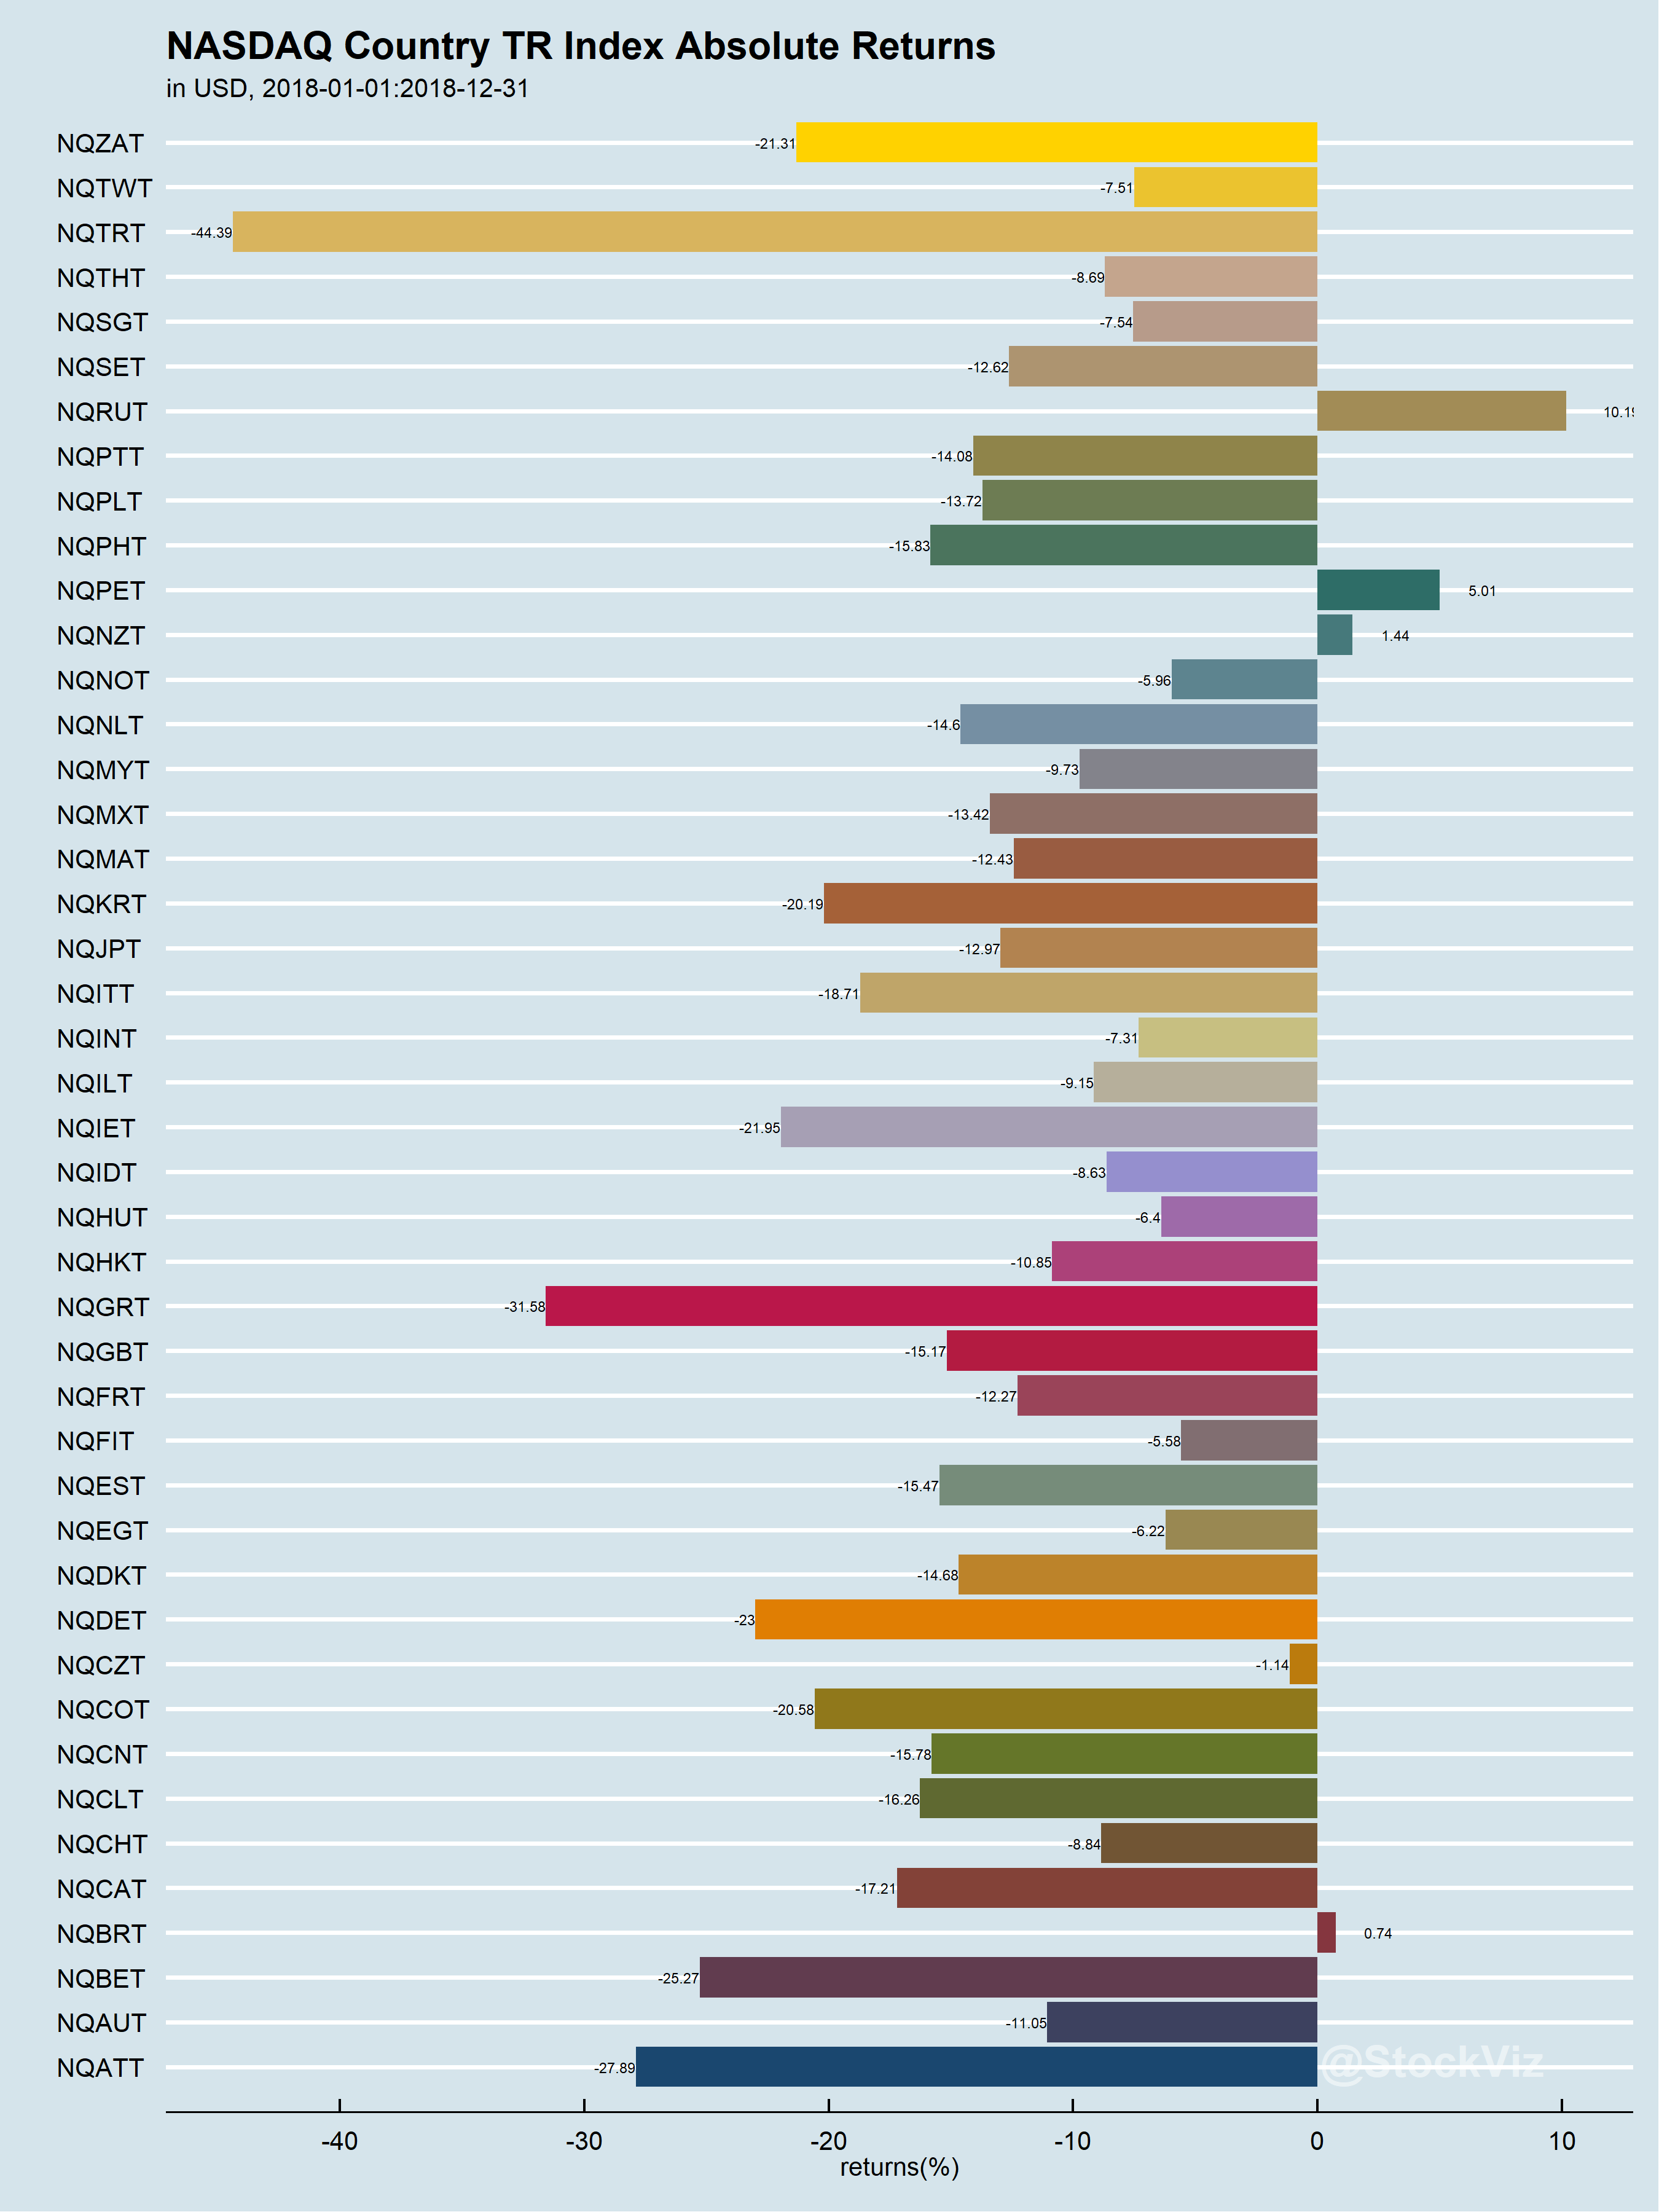 NASDAQ Country TR Index Absolute Returns
in USD, 2018-01-01:2018-12-31
NQZAT -21.31
NQTWT -7.51
NQTRT -44.39
NQTHT -8.69
NQSGT -7.54
NQSET -12.62
NQRUT 10.19
NQPTT -14.08
NQPLT -13.72
NQPHT -15.83
NQPET 5.01
NQNZT 1.44
NQNOT -5.96
NQNLT -14.6
NQMYT -9.73
NQMXT -13.42
NQMAT -12.43
NQKRT -20.19
NQJPT -12.97
NQITT -18.71
NQINT -7.31
NQILT -9.15
NQIET -21.95
NQIDT -8.63
NQHUT -6.4
NQHKT -10.85
NQGRT -31.58
NQGBT -15.17
NQFRT -12.27
NQFIT -5.58
NQEST -15.47
NQEGT -6.22
NQDKT -14.68
NQDET -23
NQCZT -1.14
NQCOT -20.58
NQCNT -15.78
NQCLT -16.26
NQCHT -8.84
NQCAT -17.21
NQBRT 0.74
NQBET -25.27
NQAUT -11.05
NQATT -27.89 @StockViz
-40 -30 -20 -10 0 10
returns(%)